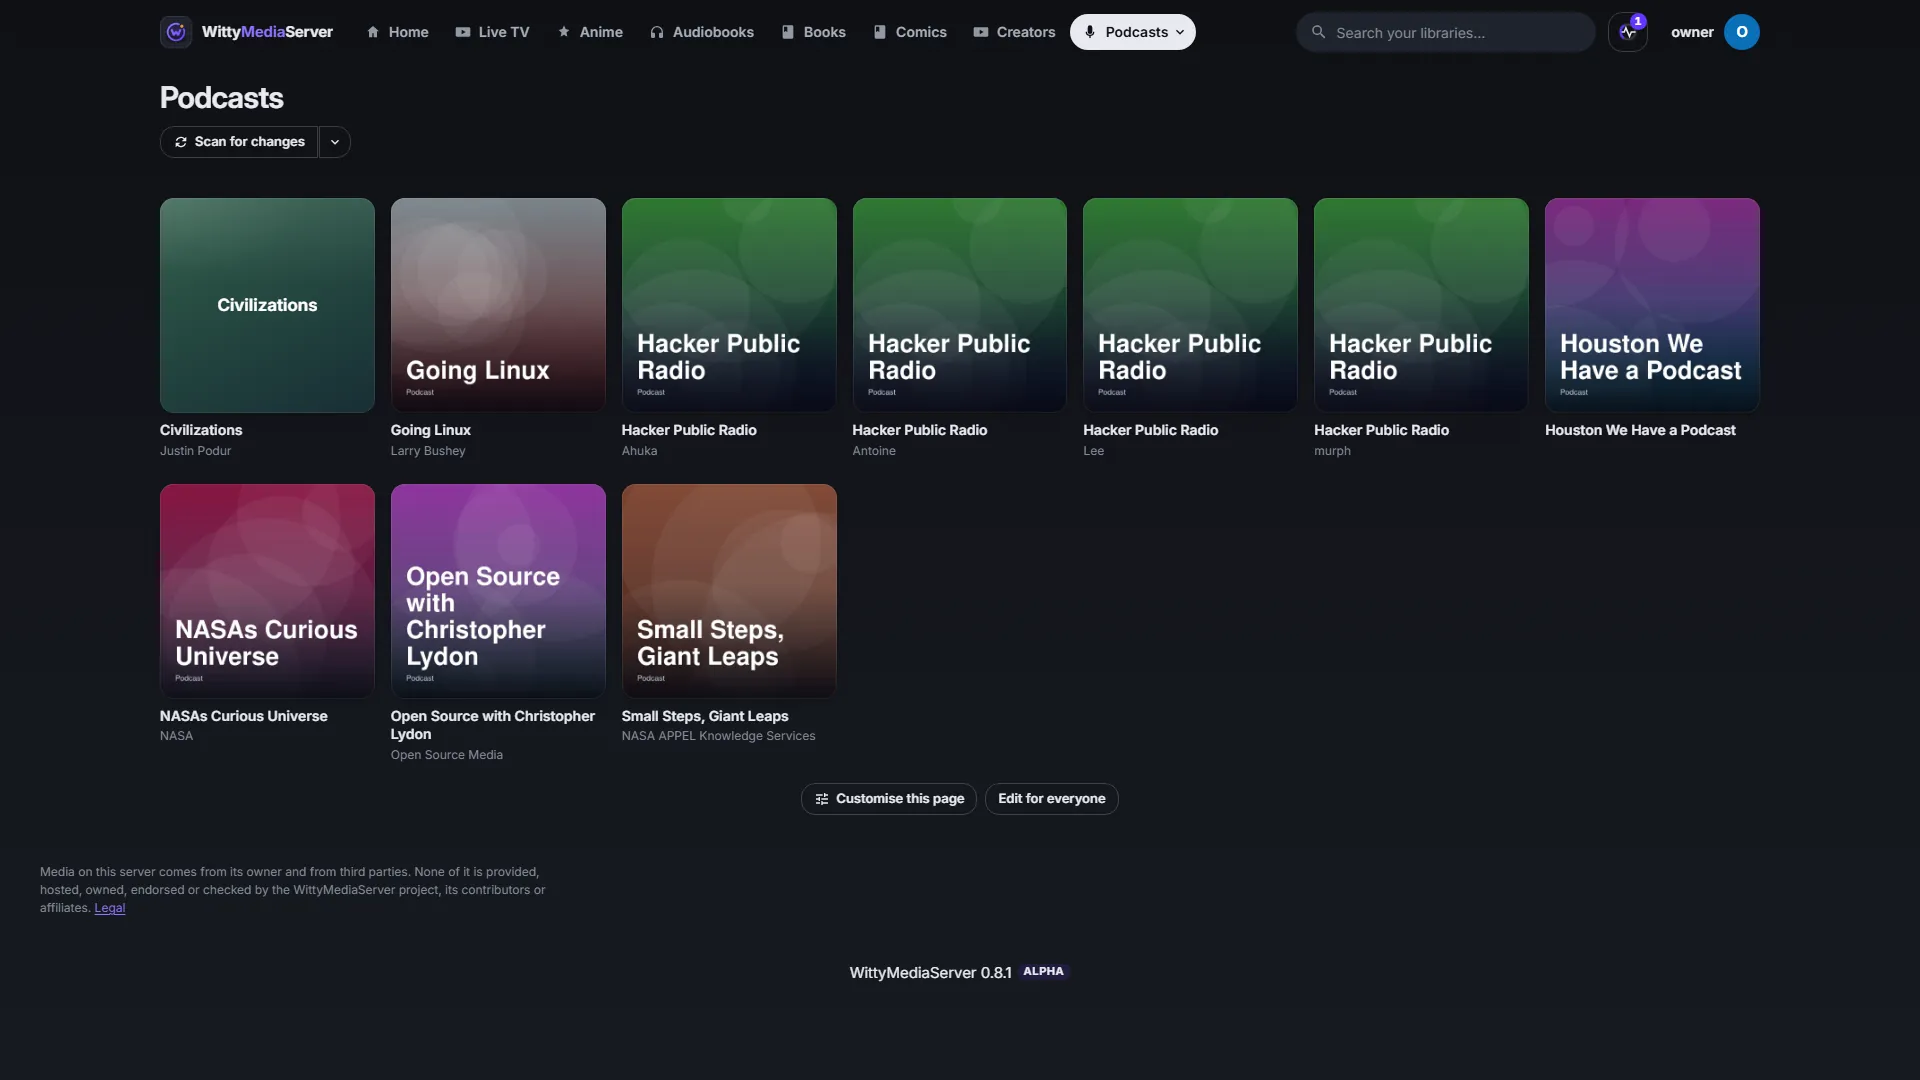 WittyMediaServer
Home
Live TV
Anime
Audiobooks
Books
Comics
Creators
Podcasts
Search your libraries...
1
owner
O
Podcasts
Scan for changes
Civilizations
Going Linux
Podcast
Hacker Public
Radio
Podcast
Hacker Public
Radio
Podcast
Hacker Public
Radio
Podcast
Hacker Public
Radio
Podcast
Houston We
Have a Podcast
Podcast
Civilizations
Justin Podur
Going Linux
Larry Bushey
Hacker Public Radio
Ahuka
Hacker Public Radio
Antoine
Hacker Public Radio
Lee
Hacker Public Radio
murph
Houston We Have a Podcast
NASAs Curious
Universe
Podcast
Open Source
with
Christopher
Lydon
Podcast
Small Steps,
Giant Leaps
Podcast
NASAs Curious Universe
NASA
Open Source with Christopher
Lydon
Open Source Media
Small Steps, Giant Leaps
NASA APPEL Knowledge Services
Customise this page
Edit for everyone
Media on this server comes from its owner and from third parties. None of it is provided,
hosted, owned, endorsed or checked by the WittyMediaServer project, its contributors or
affiliates. Legal
WittyMediaServer 0.8.1 ALPHA